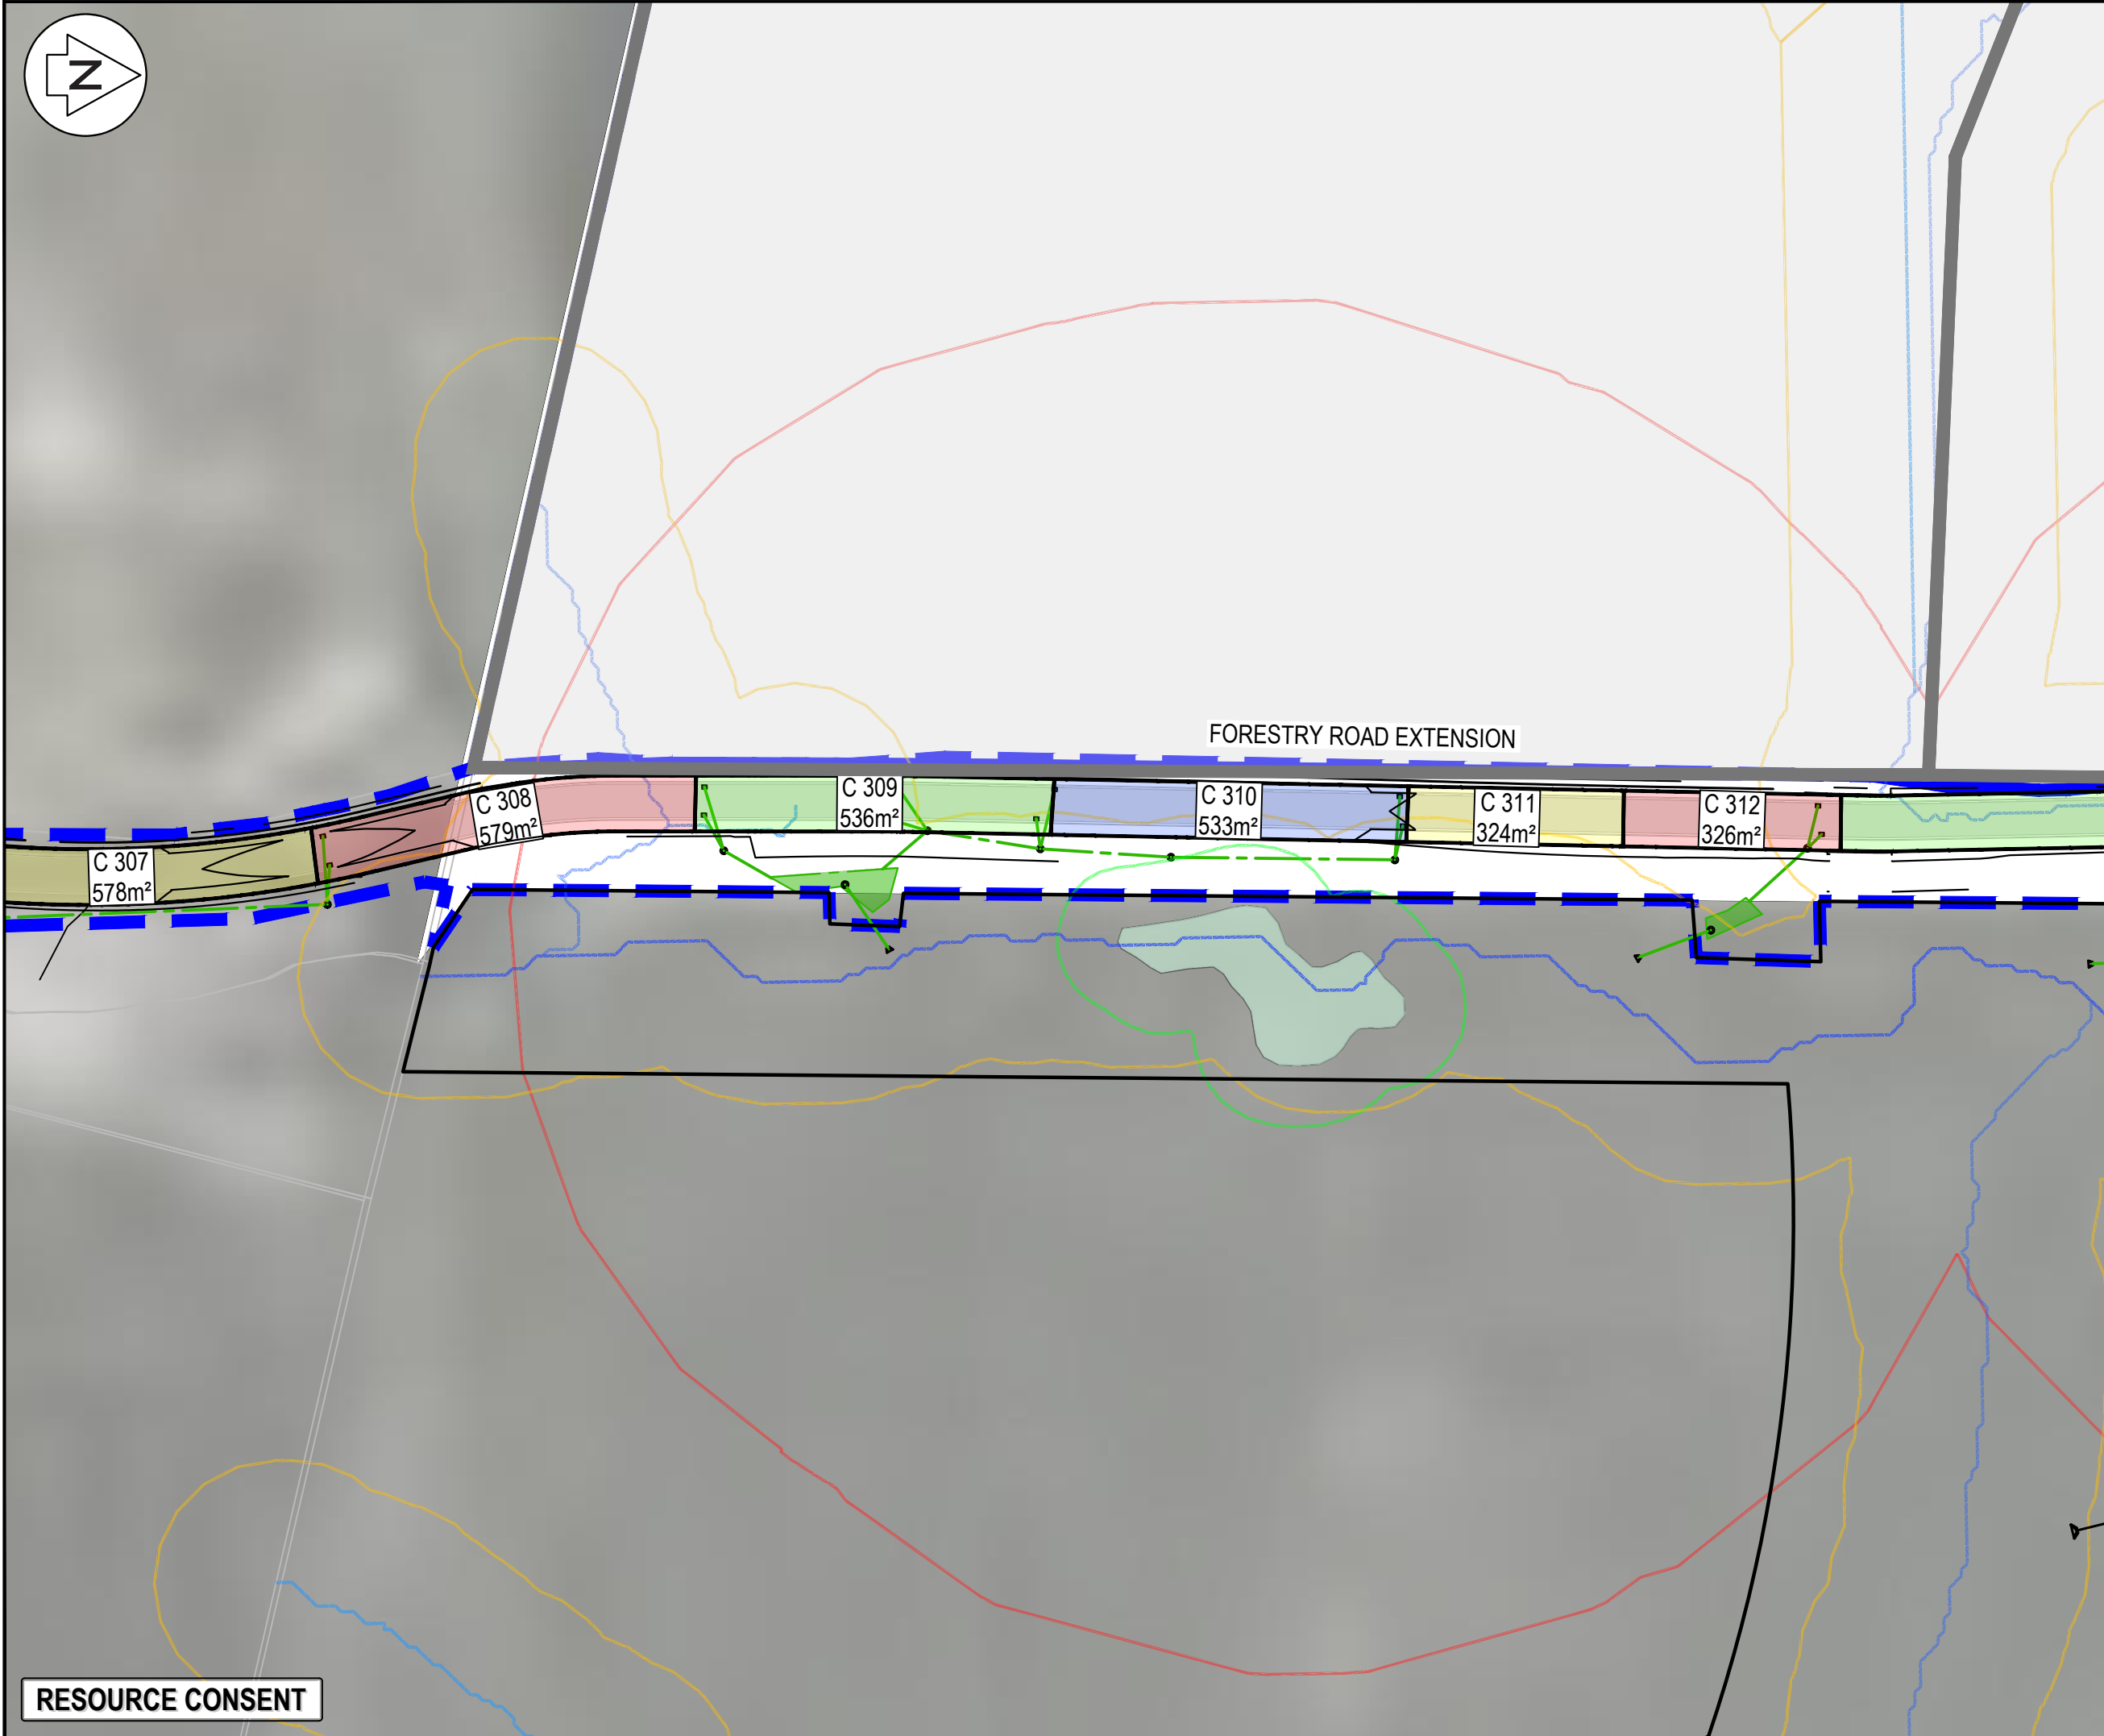 N
FORESTRY ROAD EXTENSION
C 307
578m²
C 308
579m²
C 309
536m²
C 310
533m²
C 311
324m²
C 312
326m²
RESOURCE CONSENT